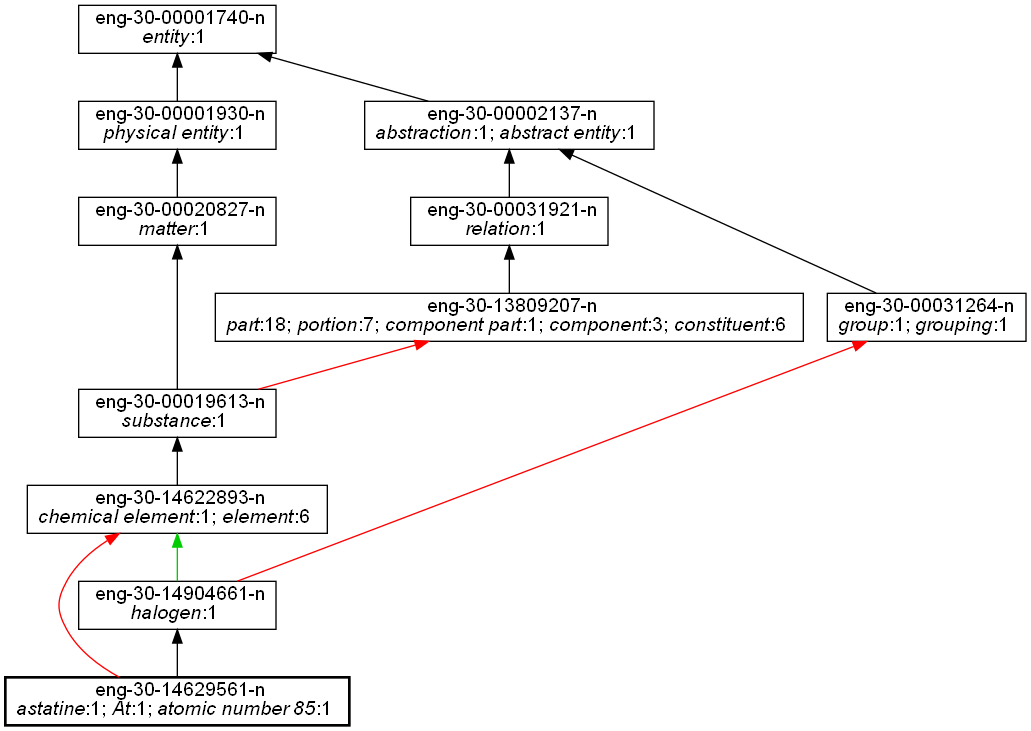 eng-30-00001740-n
entity:1
eng-30-00001930-n
physical entity:1
eng-30-00002137-n
abstraction:1; abstract entity:1
eng-30-00020827-n
matter:1
eng-30-00031921-n
relation:1
eng-30-13809207-n
part:18; portion:7; component part:1; component:3; constituent:6
eng-30-00031264-n
group:1; grouping:1
eng-30-00019613-n
substance:1
eng-30-14622893-n
chemical element:1; element:6
eng-30-14904661-n
halogen:1
eng-30-14629561-n
astatine:1; At:1; atomic number 85:1